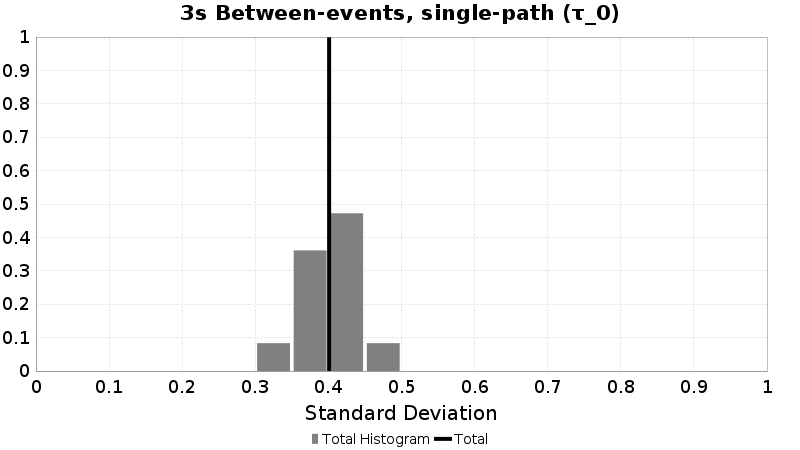 3s Between-events, single-path (τ_0)
1
0.9
0.8
0.7
0.6
0.5
0.4
0.3
0.2
0.1
0
0 0.1 0.2 0.3 0.4 0.5 0.6 0.7 0.8 0.9 1
Standard Deviation
Total Histogram Total